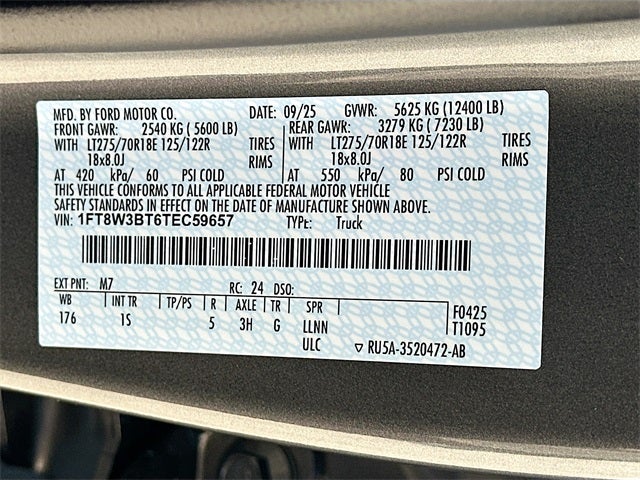 MFD. BY FORD MOTOR CO. DATE: 09/25 GVWR: 5625 KG (12400 LB)
FRONT GAWR: 2540 KG (5600 LB) REAR GAWR: 3279 KG (7230 LB)
WITH LT275/70R18E 125/122R TIRES WITH LT275/70R18E 125/122R TIRES
18x8.0J RIMS 18x8.0J RIMS
AT 420 kPa/ 60 PSI COLD AT 550 kPa/ 80 PSI COLD
THIS VEHICLE CONFORMS TO ALL APPLICABLE FEDERAL MOTOR VEHICLE
SAFETY STANDARDS IN EFFECT ON THE DATE OF MANUFACTURE SHOWN ABOVE.
VIN: 1FT8W3BT6TEC59657 TYPE: Truck
EXT PNT: M7 RC: 24 DSO:
WB INT TR TP/PS R AXLE TR SPR F0425
176 1S 5 3H G LLNN T1095
ULC ▽ RU5A-3520472-AB